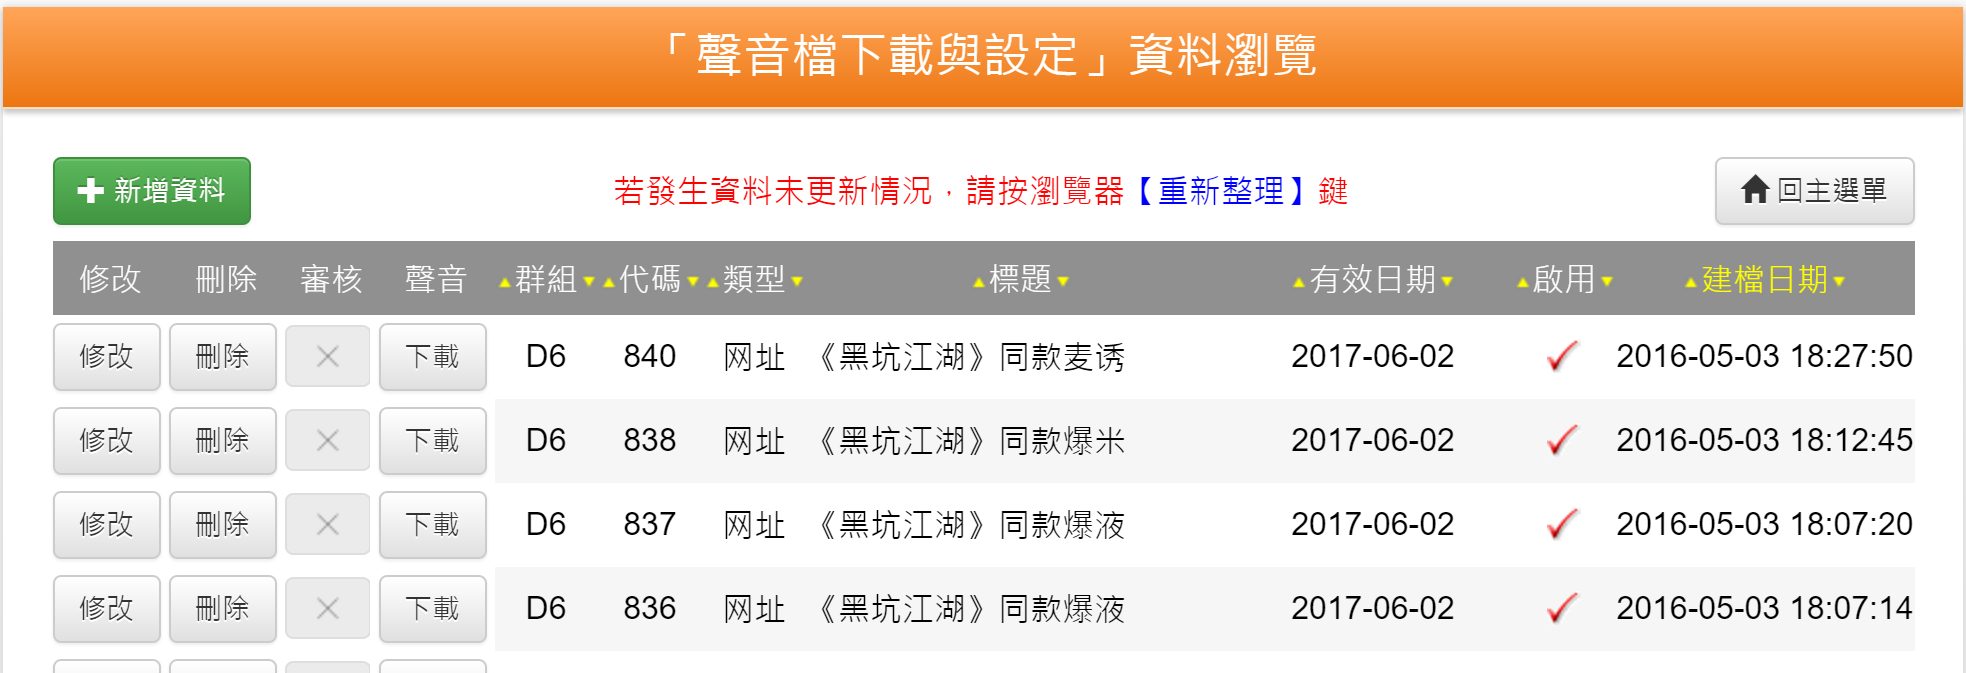 「聲音檔下載與設定」資料瀏覽
新增資料 若發生資料未更新情況，請按瀏覽器【重新整理】鍵 回主選單
修改 刪除 審核 聲音 群組 代碼 類型 標題 有效日期 啟用 建檔日期
修改 刪除 下載 D6 840 网址 《黑坑江湖》同款麦诱 2017-06-02 2016-05-03 18:27:50
修改 刪除 下載 D6 838 网址 《黑坑江湖》同款爆米 2017-06-02 2016-05-03 18:12:45
修改 刪除 下載 D6 837 网址 《黑坑江湖》同款爆液 2017-06-02 2016-05-03 18:07:20
修改 刪除 下載 D6 836 网址 《黑坑江湖》同款爆液 2017-06-02 2016-05-03 18:07:14